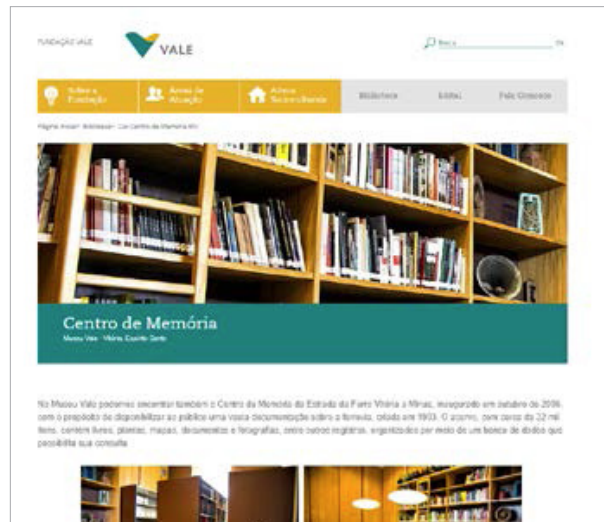 FUNDAÇÃO VALE
VALE
Busca
Sobre a
Fundação
Áreas de
Atuação
Ativos
Socioculturais
Biblioteca
Edital
Fale Conosco
Centro de Memória
Museu Vale - Vitória, Espírito Santo
No Museu Vale podemos encontrar também o Centro de Memória da Estrada de Ferro Vitória a Minas, inaugurado em outubro de
com o propósito de disponibilizar ao público uma vasta documentação sobre a ferrovia, criada em 1903. O acervo, com cerca de 32 mil
itens, contém livros, plantas, mapas, documentos e fotografias, entre outros registros, organizados por meio de um banco de dados que
possibilita sua consulta